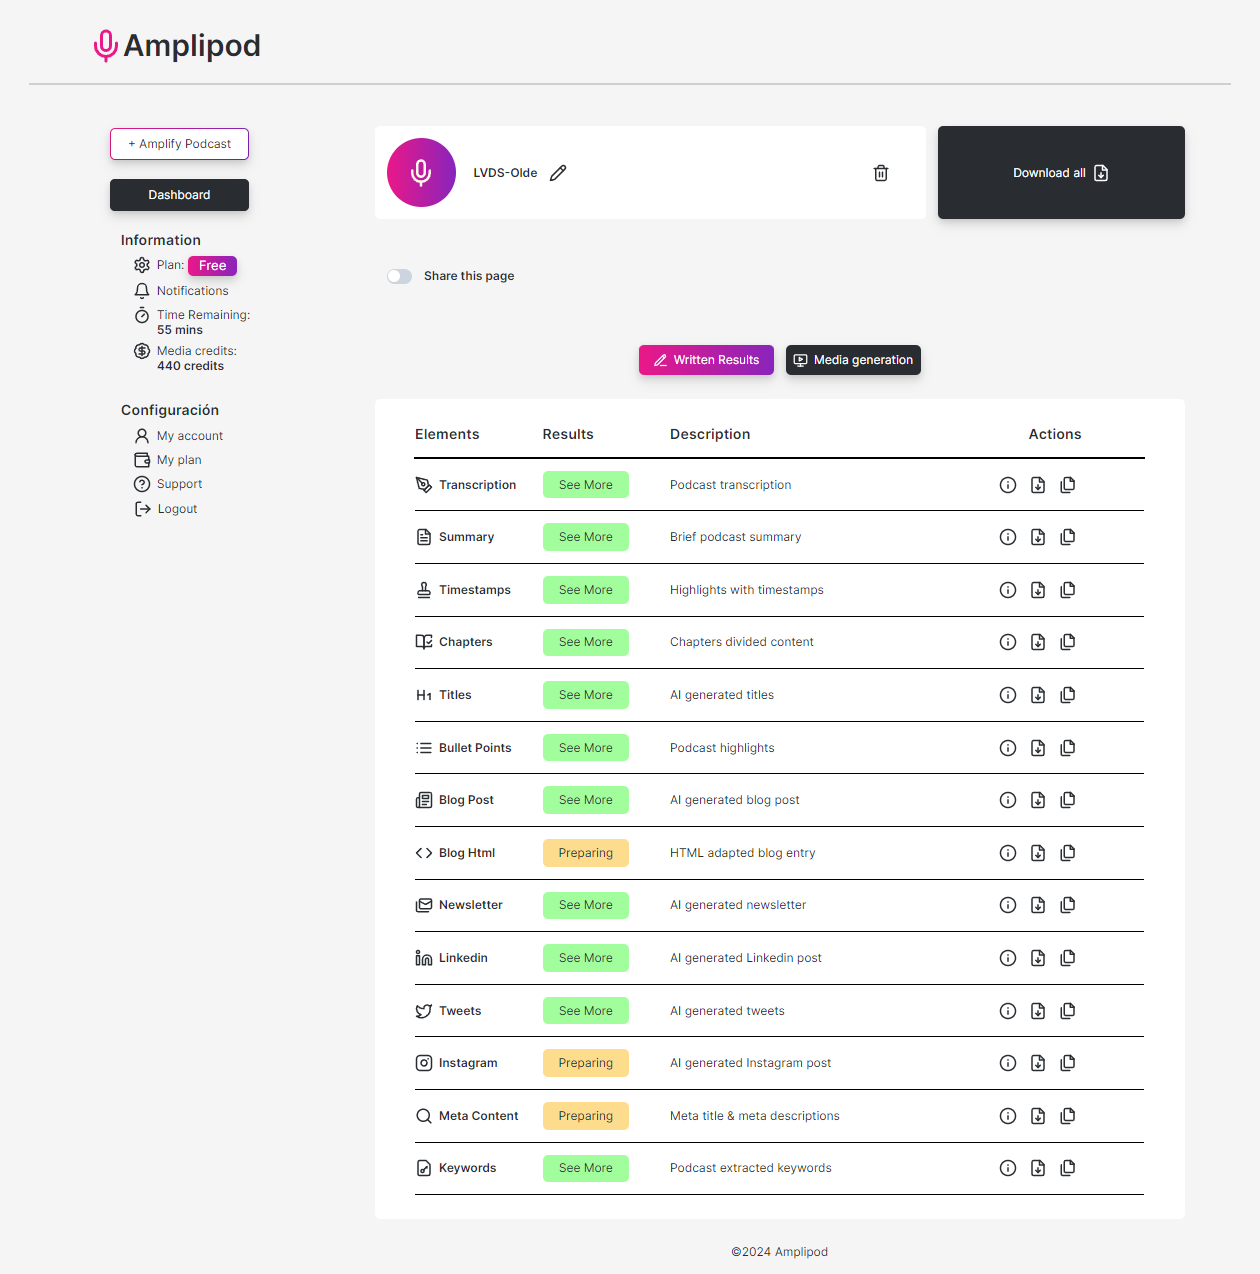 Amplipod
+ Amplify Podcast
Dashboard
Information
Plan: Free
Notifications
Time Remaining:
55 mins
Media credits:
440 credits
Configuración
My account
My plan
Support
Logout
LVDS-Olde
Download all
Share this page
Written Results Media generation
Elements Results Description Actions
Transcription See More Podcast transcription
Summary See More Brief podcast summary
Timestamps See More Highlights with timestamps
Chapters See More Chapters divided content
H1 Titles See More AI generated titles
Bullet Points See More Podcast highlights
Blog Post See More AI generated blog post
Blog Html Preparing HTML adapted blog entry
Newsletter See More AI generated newsletter
Linkedin See More AI generated Linkedin post
Tweets See More AI generated tweets
Instagram Preparing AI generated Instagram post
Meta Content Preparing Meta title & meta descriptions
Keywords See More Podcast extracted keywords
©2024 Amplipod